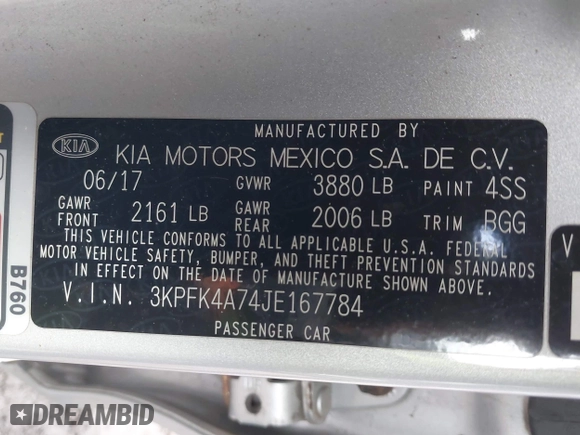 MANUFACTURED BY
KIA KIA MOTORS MEXICO S.A. DE C.V.
06/17 GVWR 3880 LB PAINT 4SS
GAWR FRONT 2161 LB GAWR REAR 2006 LB TRIM BGG
THIS VEHICLE CONFORMS TO ALL APPLICABLE U.S.A. FEDERAL
MOTOR VEHICLE SAFETY, BUMPER, AND THEFT PREVENTION STANDARDS
IN EFFECT ON THE DATE OF MANUFACTURE SHOWN ABOVE.
V.I.N. 3KPFK4A74JE167784
PASSENGER CAR
B760
V
DREAMBID